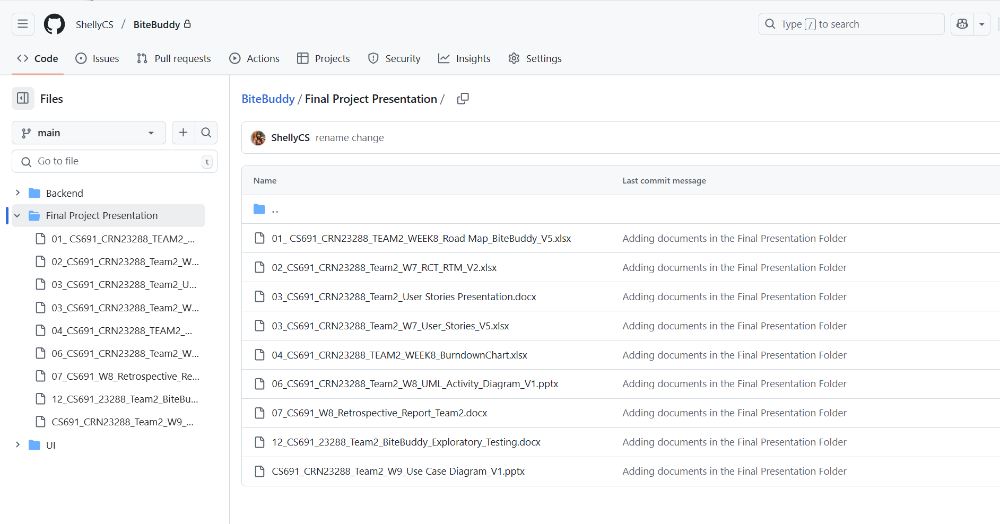 ShellyCS / BiteBuddy
Type / to search
Code Issues Pull requests Actions Projects Security Insights Settings
Files
main
Go to file t
Backend
Final Project Presentation
01_ CS691_CRN23288_TEAM2_...
02_CS691_CRN23288_Team2_W...
03_CS691_CRN23288_Team2_U...
03_CS691_CRN23288_Team2_W...
04_CS691_CRN23288_TEAM2_...
06_CS691_CRN23288_Team2_W...
07_CS691_W8_Retrospective_Re...
12_CS691_23288_Team2_BiteBu...
CS691_CRN23288_Team2_W9_...
UI
BiteBuddy / Final Project Presentation /
ShellyCS rename change
Name Last commit message
..
01_ CS691_CRN23288_TEAM2_WEEK8_Road Map_BiteBuddy_V5.xlsx Adding documents in the Final Presentation Folder
02_CS691_CRN23288_Team2_W7_RCT_RTM_V2.xlsx Adding documents in the Final Presentation Folder
03_CS691_CRN23288_Team2_User Stories Presentation.docx Adding documents in the Final Presentation Folder
03_CS691_CRN23288_Team2_W7_User_Stories_V5.xlsx Adding documents in the Final Presentation Folder
04_CS691_CRN23288_TEAM2_WEEK8_BurndownChart.xlsx Adding documents in the Final Presentation Folder
06_CS691_CRN23288_Team2_W8_UML_Activity_Diagram_V1.pptx Adding documents in the Final Presentation Folder
07_CS691_W8_Retrospective_Report_Team2.docx Adding documents in the Final Presentation Folder
12_CS691_23288_Team2_BiteBuddy_Exploratory_Testing.docx Adding documents in the Final Presentation Folder
CS691_CRN23288_Team2_W9_Use Case Diagram_V1.pptx Adding documents in the Final Presentation Folder